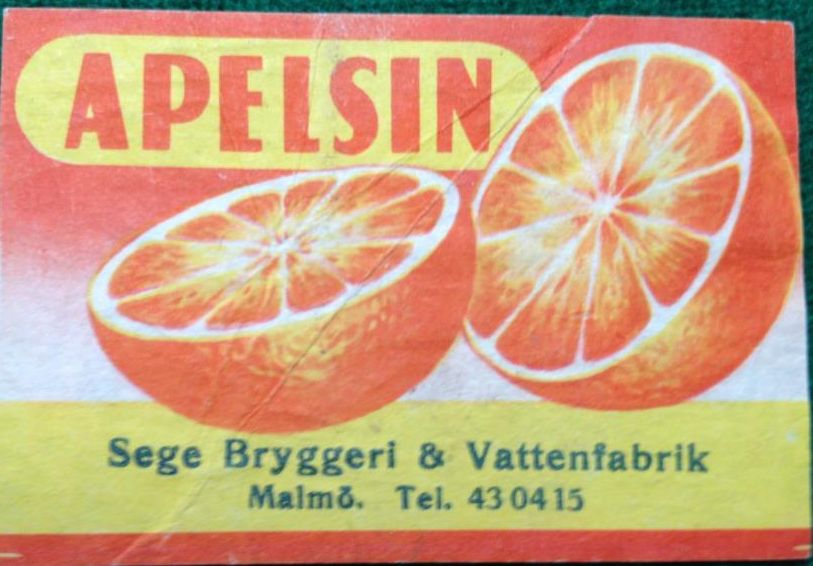 APELSIN
Sege Bryggeri & Vattenfabrik
Malmö. Tel. 43 04 15